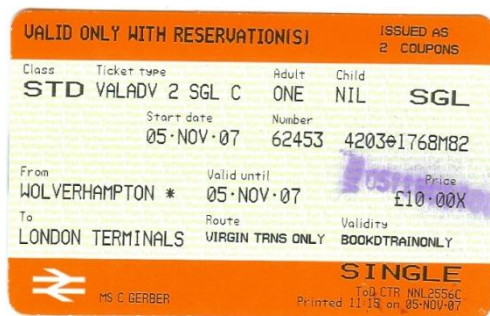 VALID ONLY WITH RESERVATION(S) ISSUED AS
2 COUPONS
Class Ticket type Adult Child
STD VALADV 2 SGL C ONE NIL SGL
Start date Number
05·NOV·07 62453 420301768M82
From Valid until Price
WOLVERHAMPTON * 05·NOV·07 £10·00X
To Route Validity
LONDON TERMINALS VIRGIN TRNS ONLY BOOKDTRAINONLY
SINGLE
MS C GERBER ToD CTR NNL2556C
Printed 11·15 on 05·NOV·07